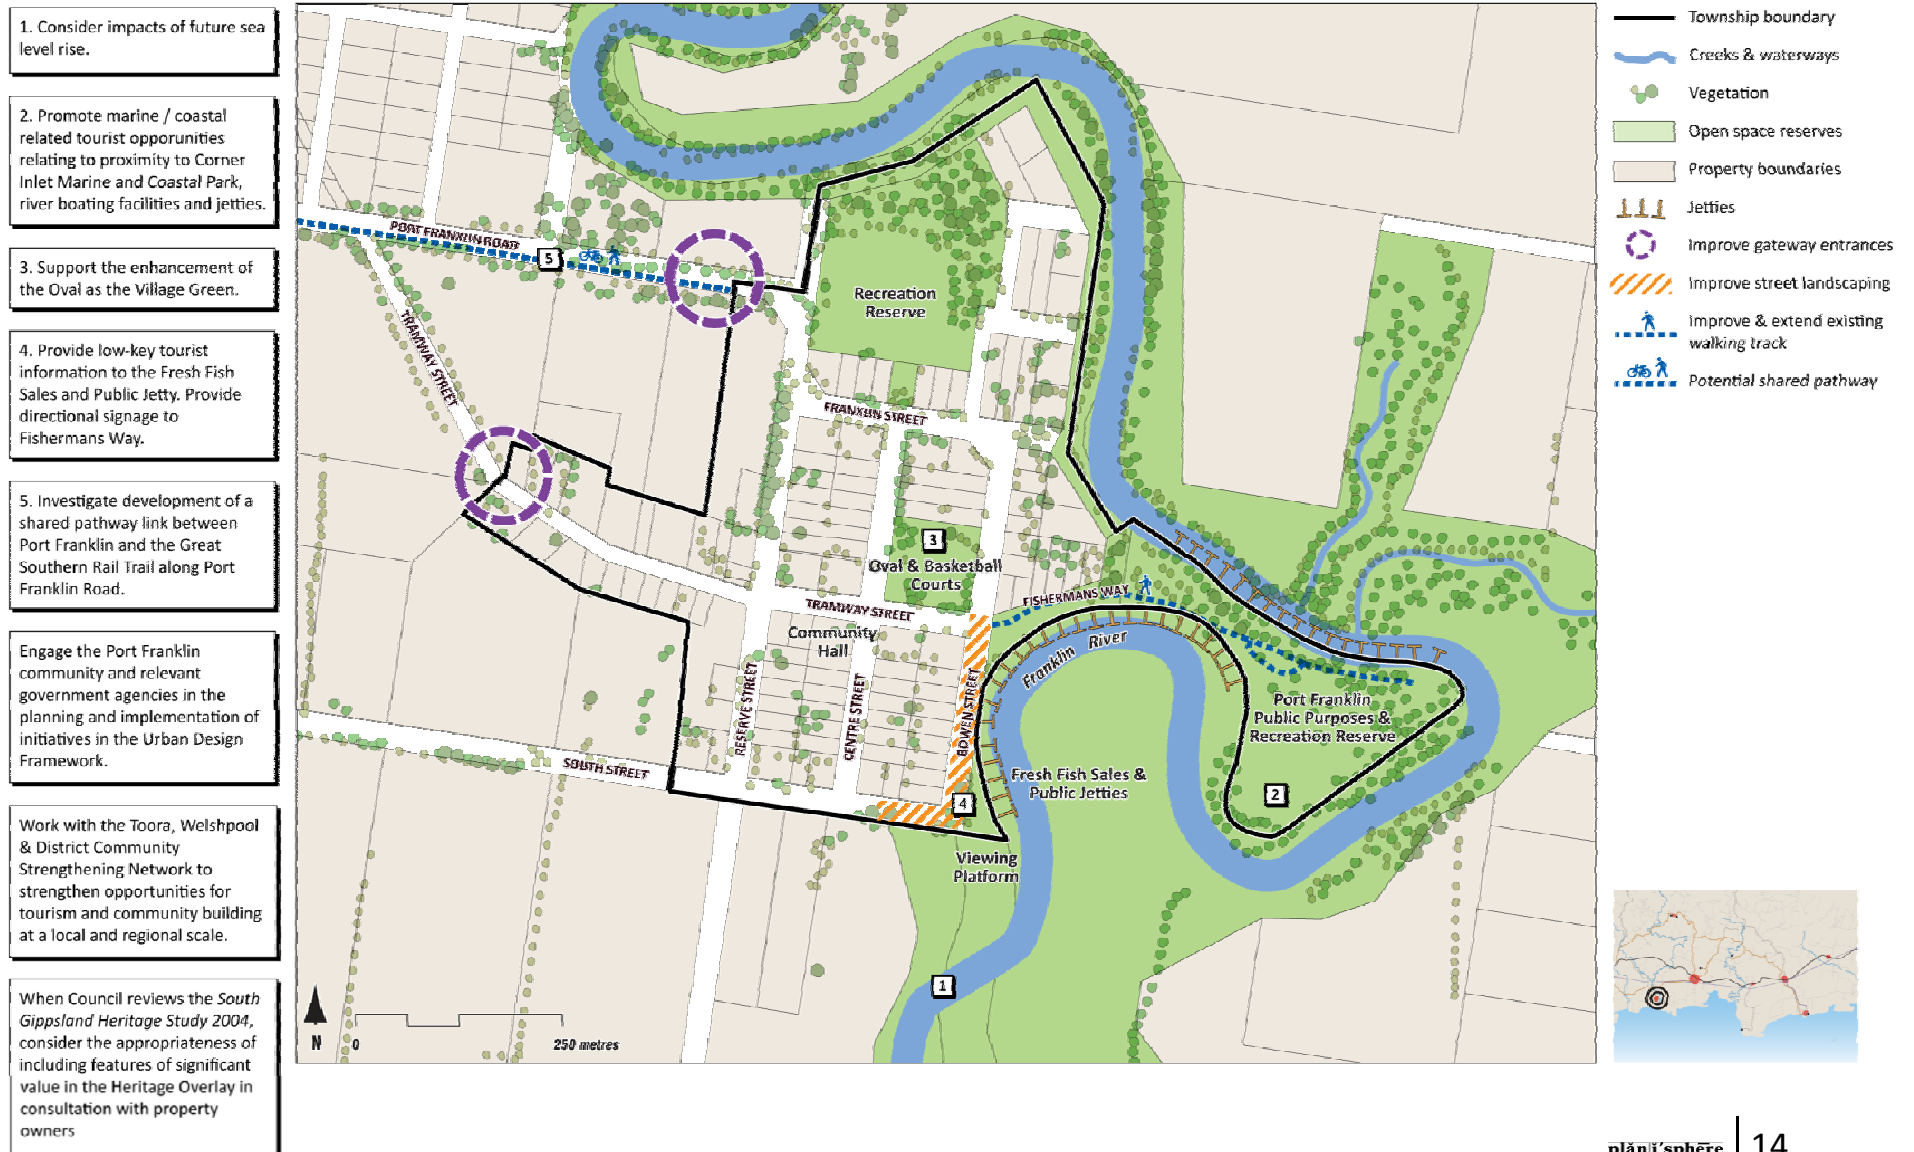 1. Consider impacts of future sea
level rise.
2. Promote marine / coastal
related tourist opporunities
relating to proximity to Corner
Inlet Marine and Coastal Park,
river boating facilities and jetties.
3. Support the enhancement of
the Oval as the Village Green.
4. Provide low-key tourist
information to the Fresh Fish
Sales and Public Jetty. Provide
directional signage to
Fishermans Way.
5. Investigate development of a
shared pathway link between
Port Franklin and the Great
Southern Rail Trail along Port
Franklin Road.
Engage the Port Franklin
community and relevant
government agencies in the
planning and implementation of
initiatives in the Urban Design
Framework.
Work with the Toora, Welshpool
& District Community
Strengthening Network to
strengthen opportunities for
tourism and community building
at a local and regional scale.
When Council reviews the South
Gippsland Heritage Study 2004,
consider the appropriateness of
including features of significant
value in the Heritage Overlay in
consultation with property
owners
PORT FRANKLIN ROAD
5
TRAMWAY STREET
Recreation
Reserve
FRANKLIN STREET
3
Oval & Basketball
Courts
TRAMWAY STREET
Community
Hall
FISHERMANS WAY
Franklin River
RESERVE STREET
CENTRE STREET
BOWEN STREET
SOUTH STREET
Port Franklin
Public Purposes &
Recreation Reserve
2
Fresh Fish Sales &
Public Jetties
4
Viewing
Platform
1
N
0
250 metres
Township boundary
Creeks & waterways
Vegetation
Open space reserves
Property boundaries
Jetties
Improve gateway entrances
Improve street landscaping
Improve & extend existing
walking track
Potential shared pathway
plăn|ĭ'sphēre
14